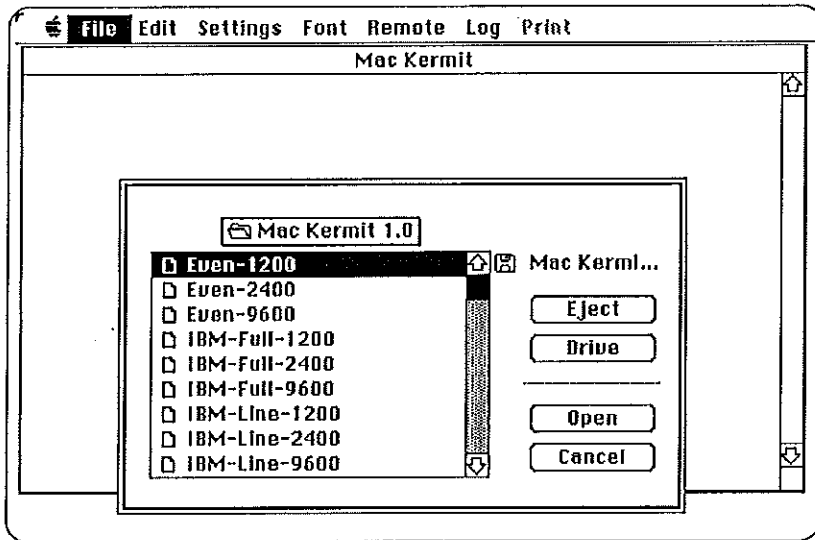 File Edit Settings Font Remote Log Print
Mac Kermit
Mac Kermit 1.0
Even-1200
Even-2400
Even-9600
IBM-Full-1200
IBM-Full-2400
IBM-Full-9600
IBM-Line-1200
IBM-Line-2400
IBM-Line-9600
Mac Kermi...
Eject
Drive
Open
Cancel